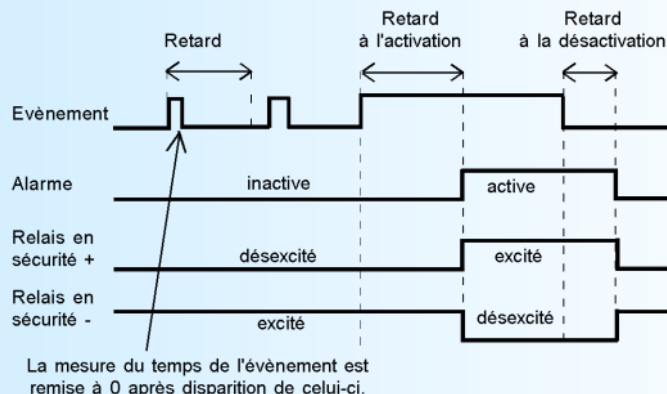 Retard
Retard
à l'activation
Retard
à la désactivation
Evènement
Alarme
inactive
active
Relais en
sécurité +
désexcité
excité
Relais en
sécurité -
excité
désexcité
La mesure du temps de l'évènement est
remise à 0 après disparition de celui-ci.